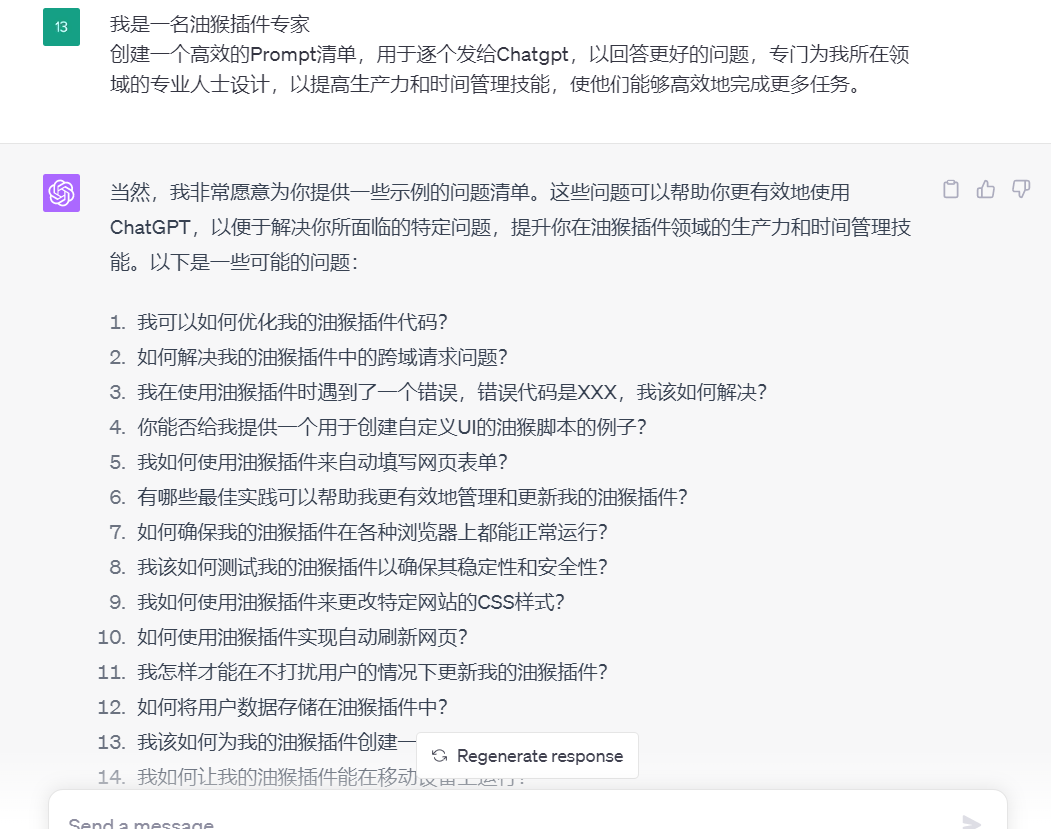 13
我是一名油猴插件专家
创建一个高效的Prompt清单，用于逐个发给Chatgpt，以回答更好的问题，专门为我所在领
域的专业人士设计，以提高生产力和时间管理技能，使他们能够高效地完成更多任务。
当然，我非常愿意为你提供一些示例的问题清单。这些问题可以帮助你更有效地使用
ChatGPT，以便于解决你所面临的特定问题，提升你在油猴插件领域的生产力和时间管理技
能。以下是一些可能的问题：
1. 我可以如何优化我的油猴插件代码？
2. 如何解决我的油猴插件中的跨域请求问题？
3. 我在使用油猴插件时遇到了一个错误，错误代码是XXX，我该如何解决？
4. 你能否给我提供一个用于创建自定义UI的油猴脚本的例子？
5. 我如何使用油猴插件来自动填写网页表单？
6. 有哪些最佳实践可以帮助我更有效地管理和更新我的油猴插件？
7. 如何确保我的油猴插件在各种浏览器上都能正常运行？
8. 我该如何测试我的油猴插件以确保其稳定性和安全性？
9. 我如何使用油猴插件来更改特定网站的CSS样式？
10. 如何使用油猴插件实现自动刷新网页？
11. 我怎样才能在不打扰用户的情况下更新我的油猴插件？
12. 如何将用户数据存储在油猴插件中？
13. 我该如何为我的油猴插件创建一
Regenerate response
14. 我如何让我的油猴插件能在移动设备上运行？
Send a message